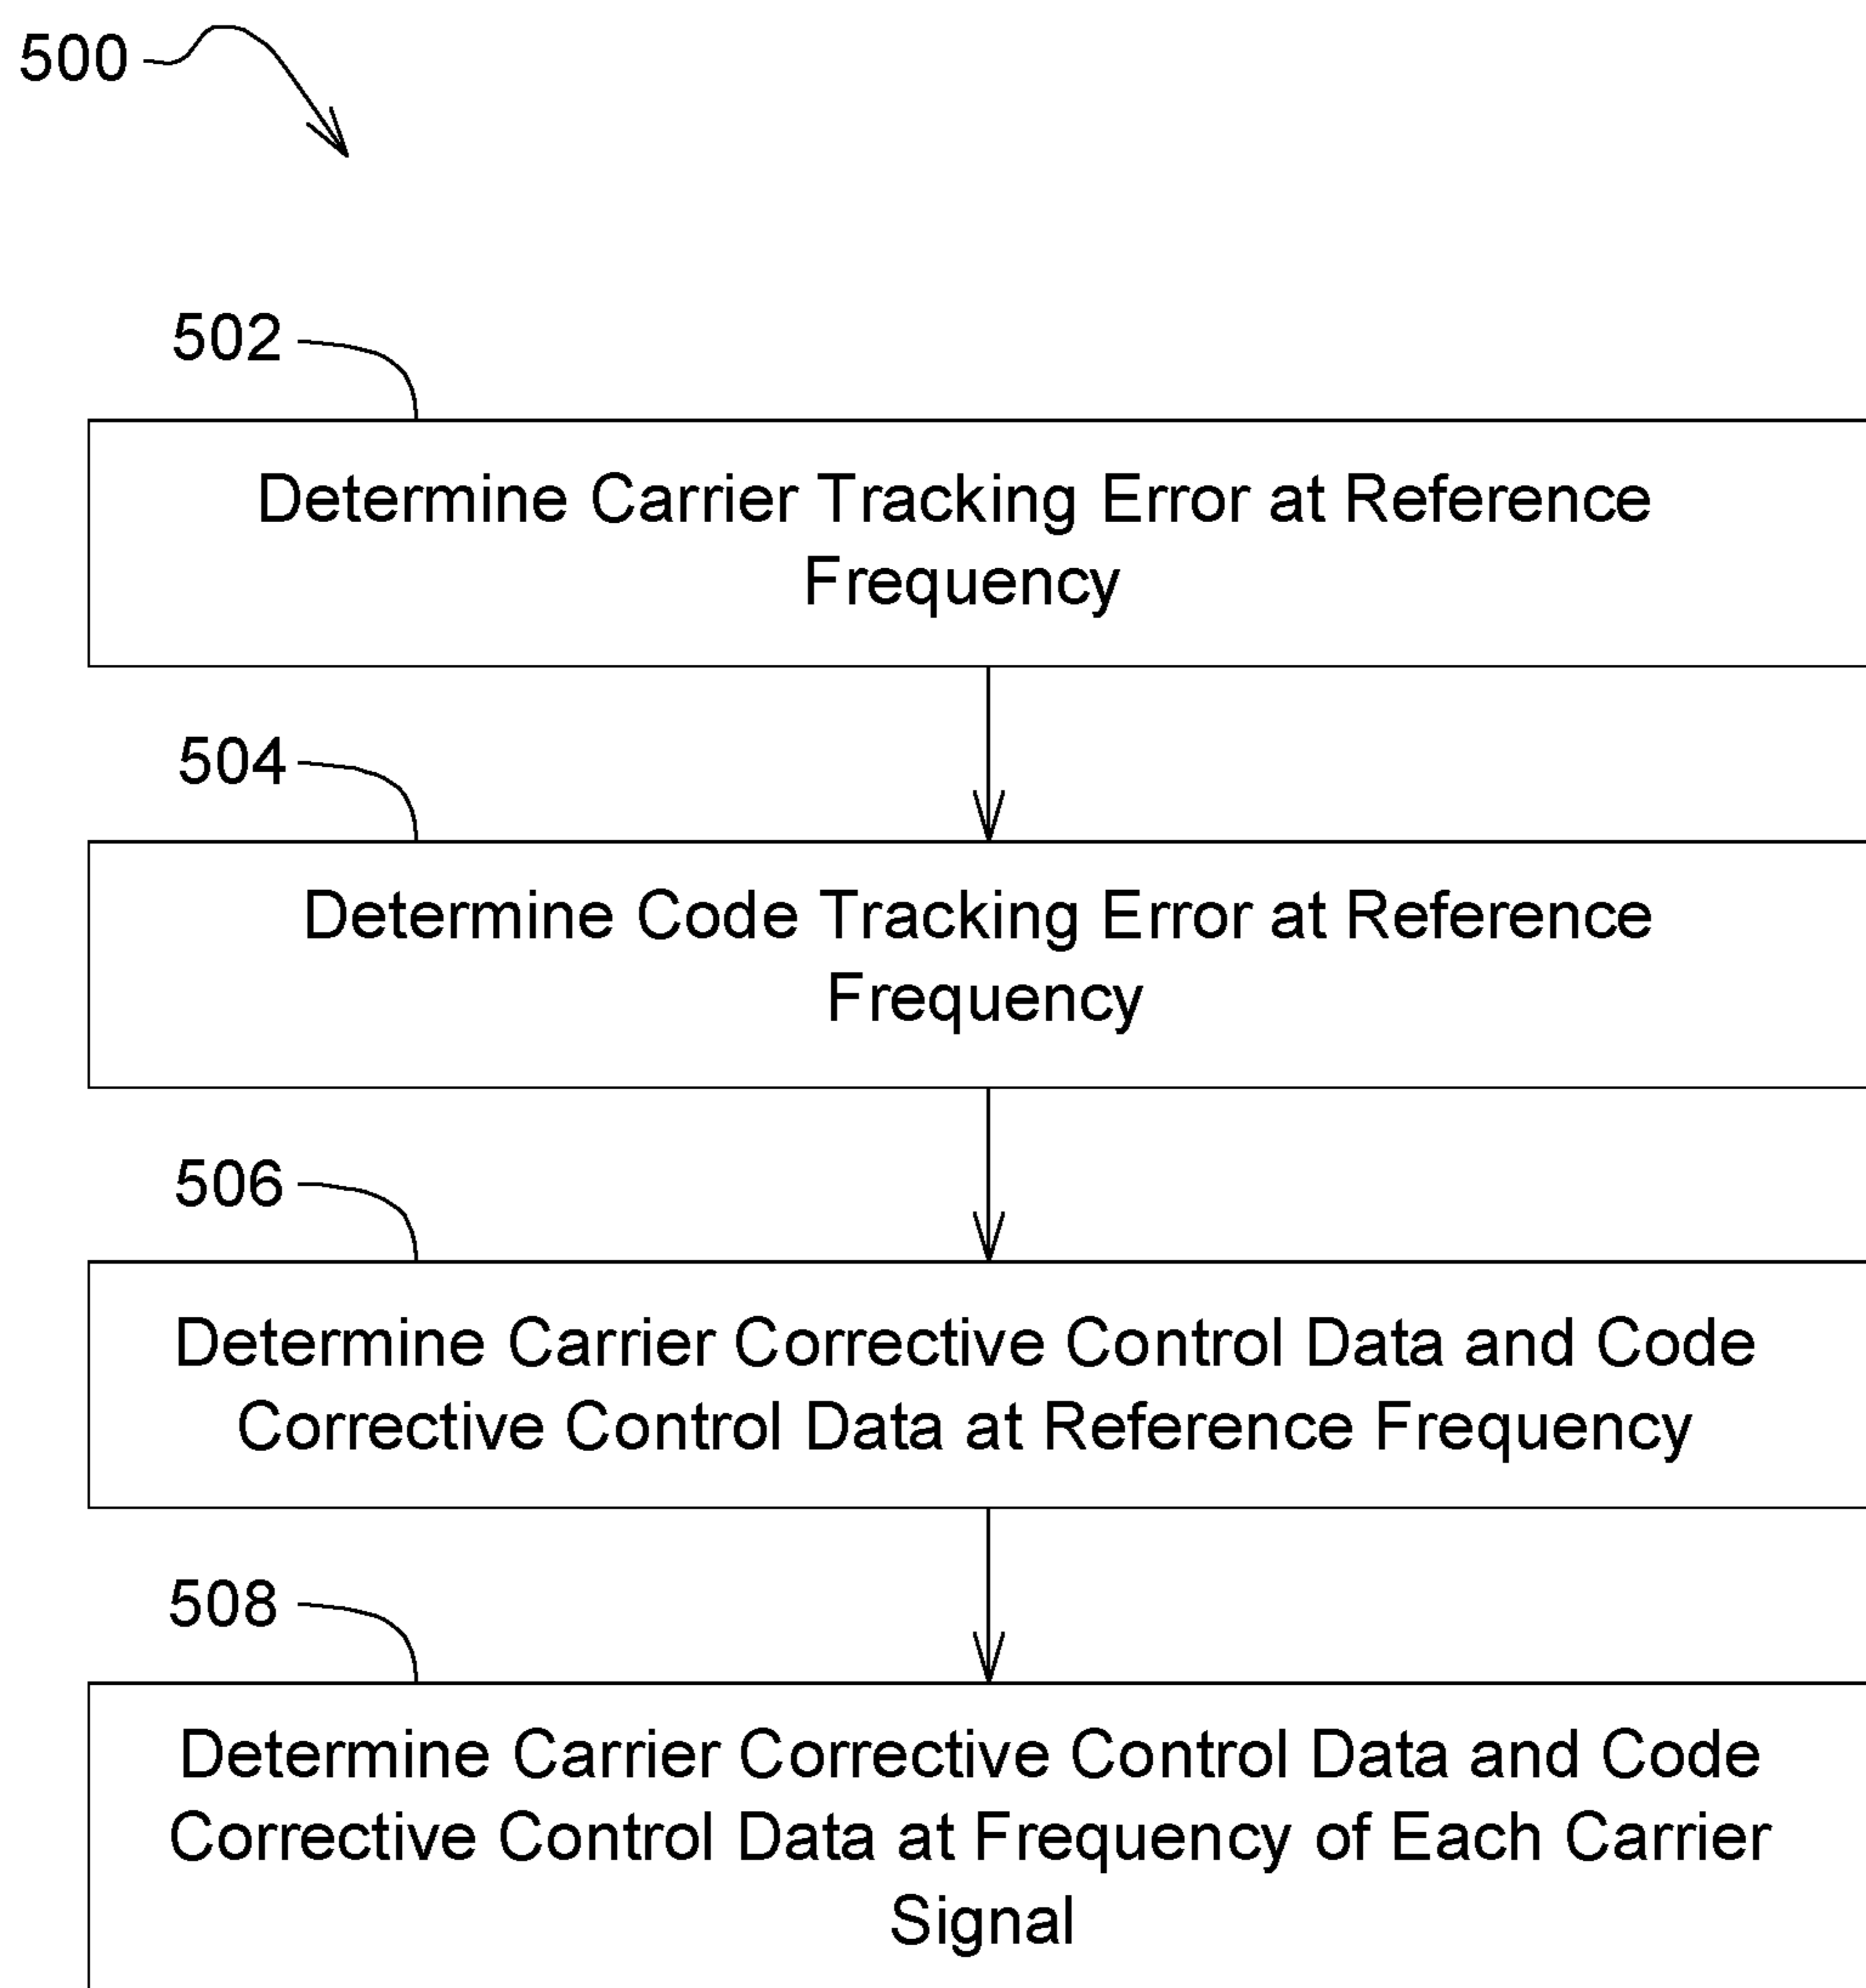 500
502
Determine Carrier Tracking Error at Reference
Frequency
504
Determine Code Tracking Error at Reference
Frequency
506
Determine Carrier Corrective Control Data and Code
Corrective Control Data at Reference Frequency
508
Determine Carrier Corrective Control Data and Code
Corrective Control Data at Frequency of Each Carrier
Signal